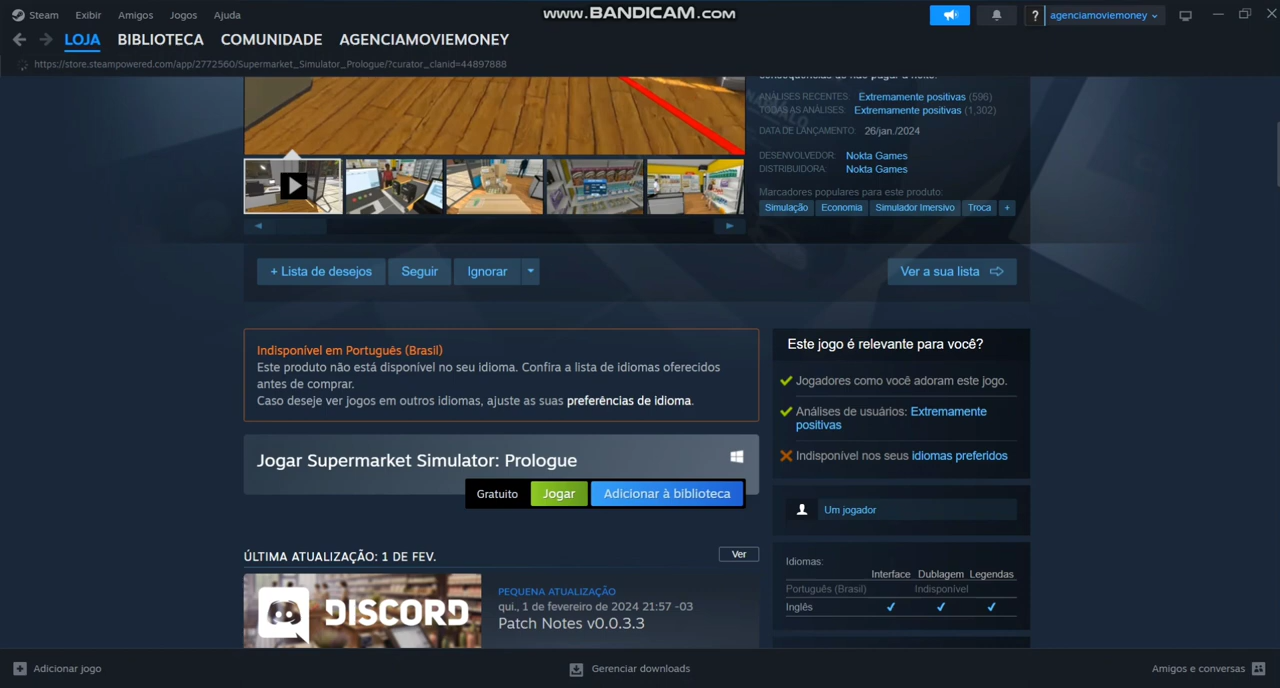 Steam Exibir Amigos Jogos Ajuda
www.BANDICAM.com
? agenciamoviemoney
LOJA BIBLIOTECA COMUNIDADE AGENCIAMOVIEMONEY
https://store.steampowered.com/app/2772560/Supermarket_Simulator_Prologue/?curator_clanid=44897888
consequências de não pagar a noite.
ANÁLISES RECENTES: Extremamente positivas (596)
TODAS AS ANÁLISES: Extremamente positivas (1,302)
DATA DE LANÇAMENTO: 26/jan./2024
DESENVOLVEDOR: Nokta Games
DISTRIBUIDORA: Nokta Games
Marcadores populares para este produto:
Simulação Economia Simulador Imersivo Troca +
+ Lista de desejos Seguir Ignorar
Ver a sua lista
Indisponível em Português (Brasil)
Este produto não está disponível no seu idioma. Confira a lista de idiomas oferecidos
antes de comprar.
Caso deseje ver jogos em outros idiomas, ajuste as suas preferências de idioma.
Jogar Supermarket Simulator: Prologue
Gratuito Jogar Adicionar à biblioteca
ÚLTIMA ATUALIZAÇÃO: 1 DE FEV. Ver
DISCORD
PEQUENA ATUALIZAÇÃO
qui., 1 de fevereiro de 2024 21:57 -03
Patch Notes v0.0.3.3
Este jogo é relevante para você?
Jogadores como você adoram este jogo.
Análises de usuários: Extremamente
positivas
Indisponível nos seus idiomas preferidos
Um jogador
Idiomas:
Interface Dublagem Legendas
Português (Brasil) Indisponível
Inglês ✔ ✔ ✔
Adicionar jogo
Gerenciar downloads
Amigos e conversas